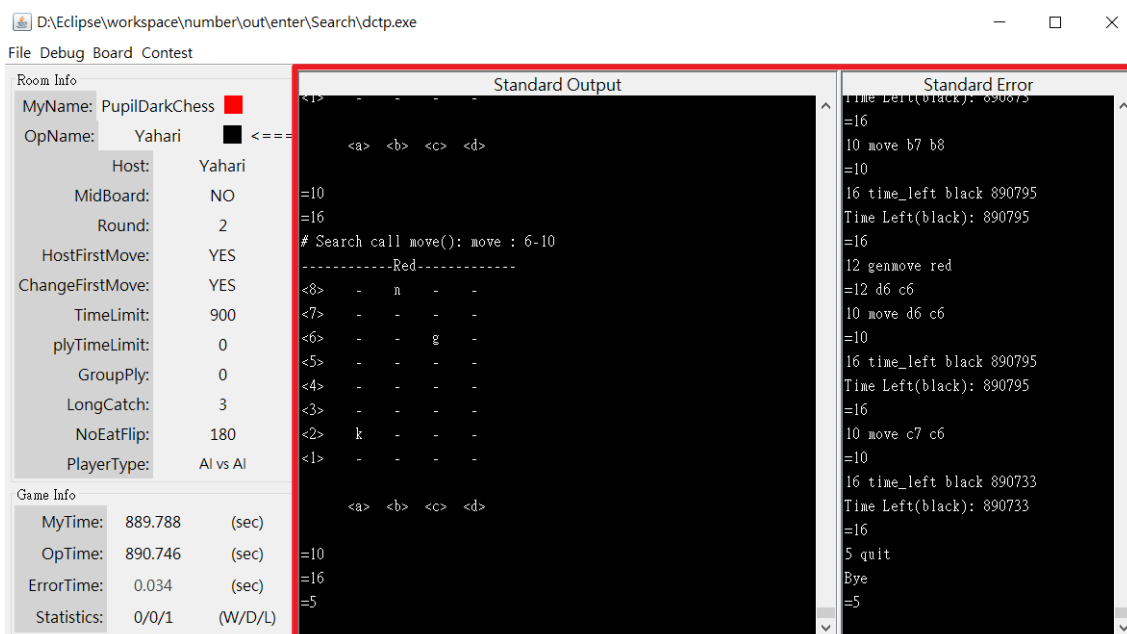 D:\Eclipse\workspace\number\out\enter\Search\dctp.exe
File Debug Board Contest
Room Info
MyName: PupilDarkChess
OpName: Yahari <===
Host: Yahari
MidBoard: NO
Round: 2
HostFirstMove: YES
ChangeFirstMove: YES
TimeLimit: 900
plyTimeLimit: 0
GroupPly: 0
LongCatch: 3
NoEatFlip: 180
PlayerType: AI vs AI
Game Info
MyTime: 889.788 (sec)
OpTime: 890.746 (sec)
ErrorTime: 0.034 (sec)
Statistics: 0/0/1 (W/D/L)
Standard Output
<1> - - - -
<a> <b> <c> <d>
=10
=16
# Search call move(): move : 6-10
------------Red-------------
<8> - n - -
<7> - - - -
<6> - - g -
<5> - - - -
<4> - - - -
<3> - - - -
<2> k - - -
<1> - - - -
<a> <b> <c> <d>
=10
=16
=5
Standard Error
Time Left(black): 890875
=16
10 move b7 b8
=10
16 time_left black 890795
Time Left(black): 890795
=16
12 genmove red
=12 d6 c6
10 move d6 c6
=10
16 time_left black 890795
Time Left(black): 890795
=16
10 move c7 c6
=10
16 time_left black 890733
Time Left(black): 890733
=16
5 quit
Bye
=5